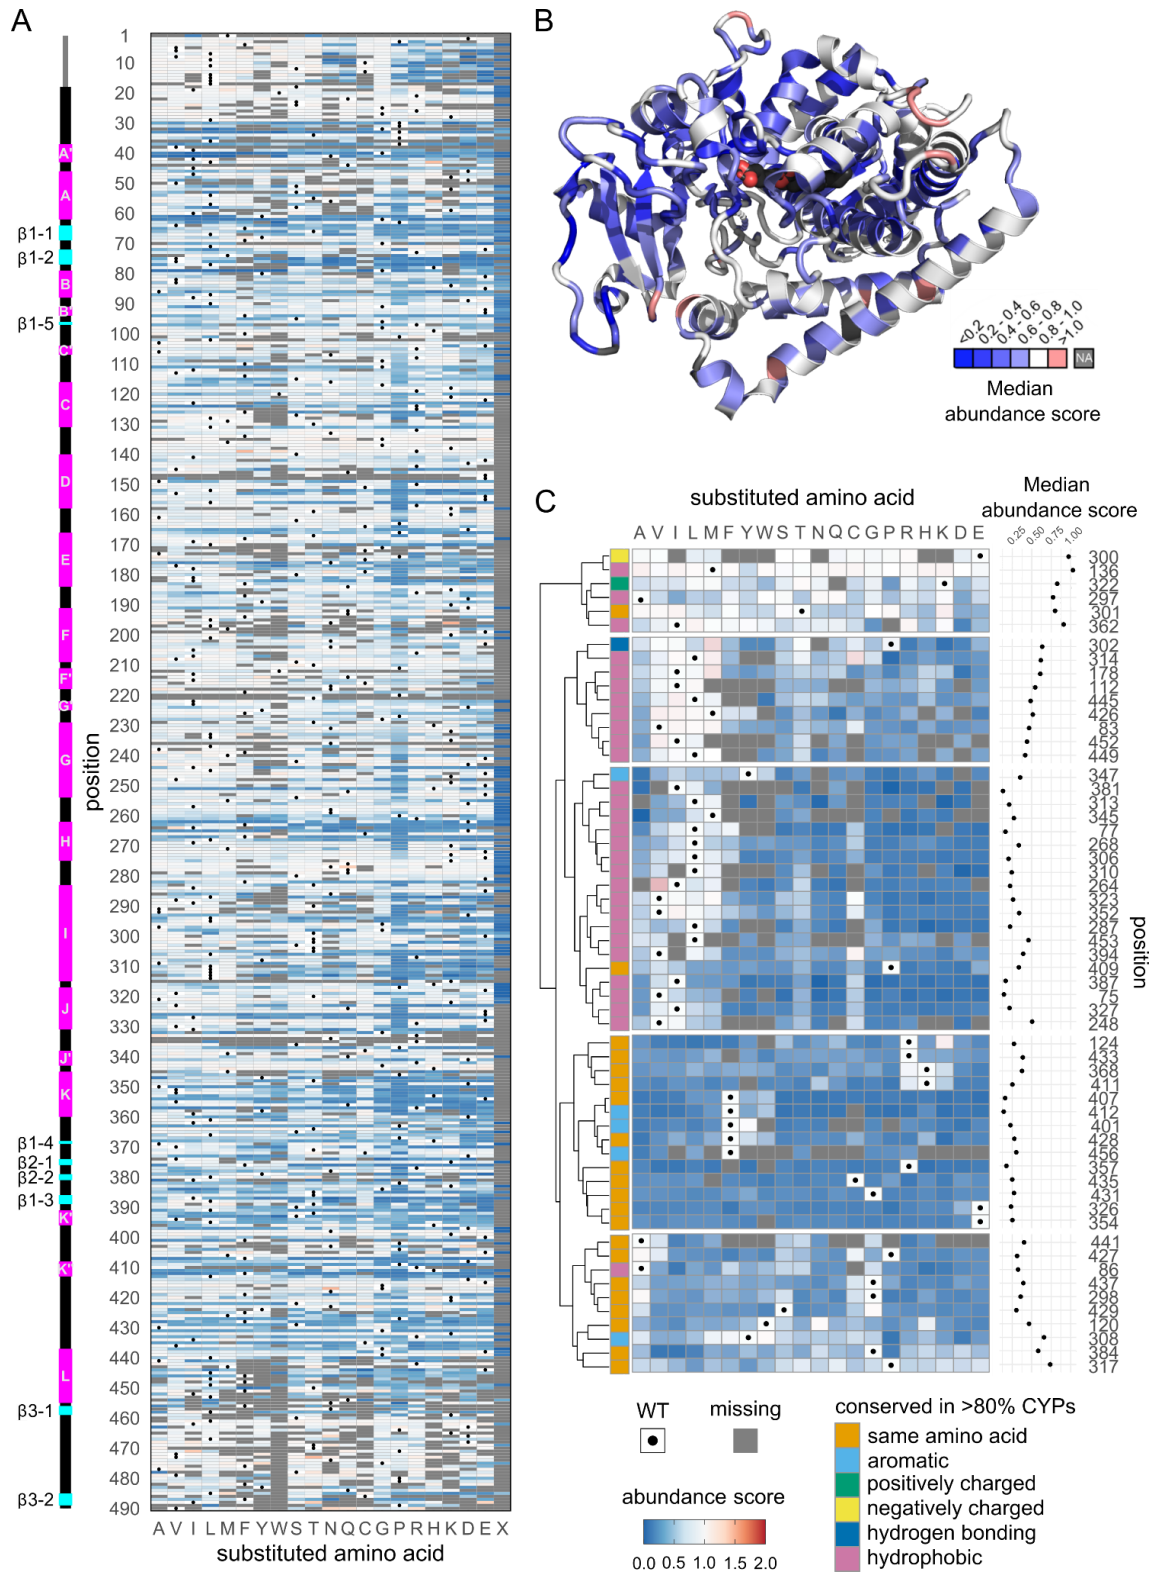 A
1
10
20
30
40
50
60
70
80
90
100
110
120
130
140
150
160
170
180
190
200
210
220
230
240
250
260
270
280
290
300
310
320
330
340
350
360
370
380
390
400
410
420
430
440
450
460
470
480
490
A'
A
β1-1
β1-2
B
B'
β1-5
C'
C
D
E
F
F'
G'
G
H
I
J
J'
K
β1-4
β2-1
β2-2
β1-3
K'
K"
L
β3-1
β3-2
position
A V I L M F Y W S T N Q C G P R H K D E X
substituted amino acid
B
<0.2
0.2 - 0.4
0.4 - 0.6
0.6 - 0.8
0.8 - 1.0
>1.0
NA
Median
abundance score
C
substituted amino acid
Median
abundance score
A V I L M F Y W S T N Q C G P R H K D E
0.25 0.50 0.75 1.00
300
136
322
297
301
362
302
314
178
112
445
426
83
452
449
347
381
313
345
77
268
306
310
264
323
352
287
453
394
409
387
75
327
248
124
433
368
411
407
412
401
428
456
357
435
431
326
354
441
427
86
437
298
429
120
308
384
317
position
WT
missing
abundance score
0.0 0.5 1.0 1.5 2.0
conserved in >80% CYPs
same amino acid
aromatic
positively charged
negatively charged
hydrogen bonding
hydrophobic